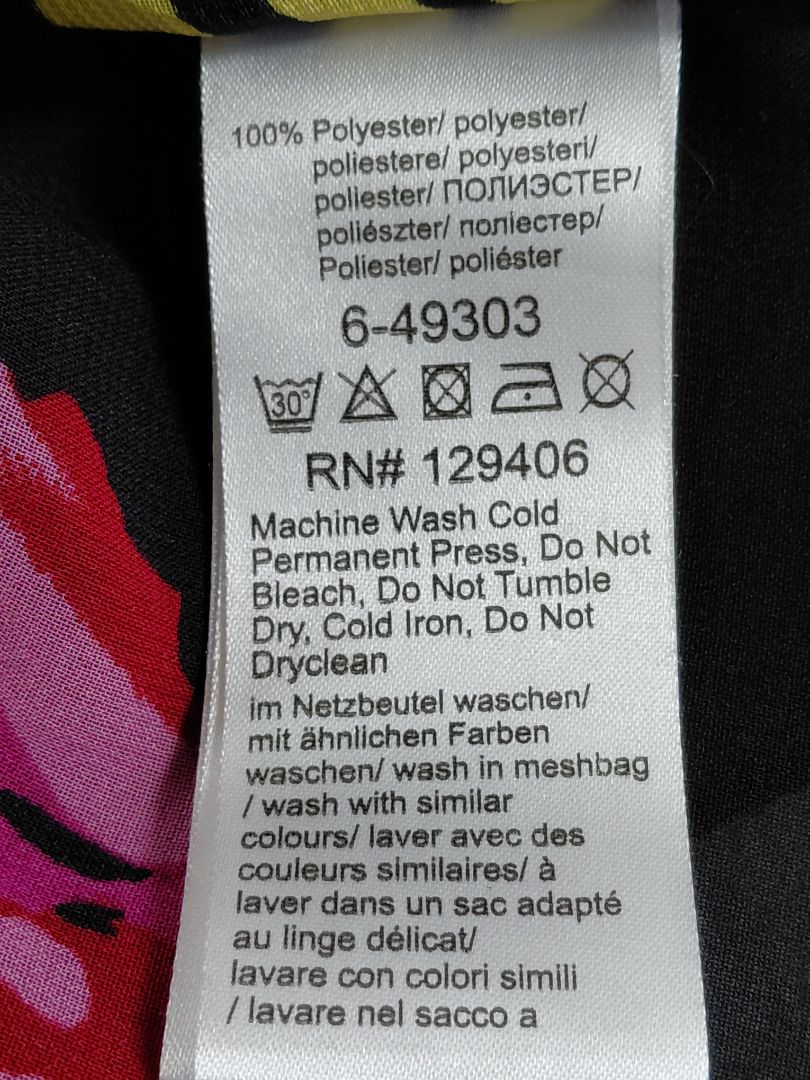 100% Polyester/ polyester/
poliestere/ polyesteri/
poliester/ ПОЛИЭСТЕР/
poliészter/ поліестер/
Poliester/ poliéster
6-49303
30°
RN# 129406
Machine Wash Cold
Permanent Press, Do Not
Bleach, Do Not Tumble
Dry, Cold Iron, Do Not
Dryclean
im Netzbeutel waschen/
mit ähnlichen Farben
waschen/ wash in meshbag
/ wash with similar
colours/ laver avec des
couleurs similaires/ à
laver dans un sac adapté
au linge délicat/
lavare con colori simili
/ lavare nel sacco a